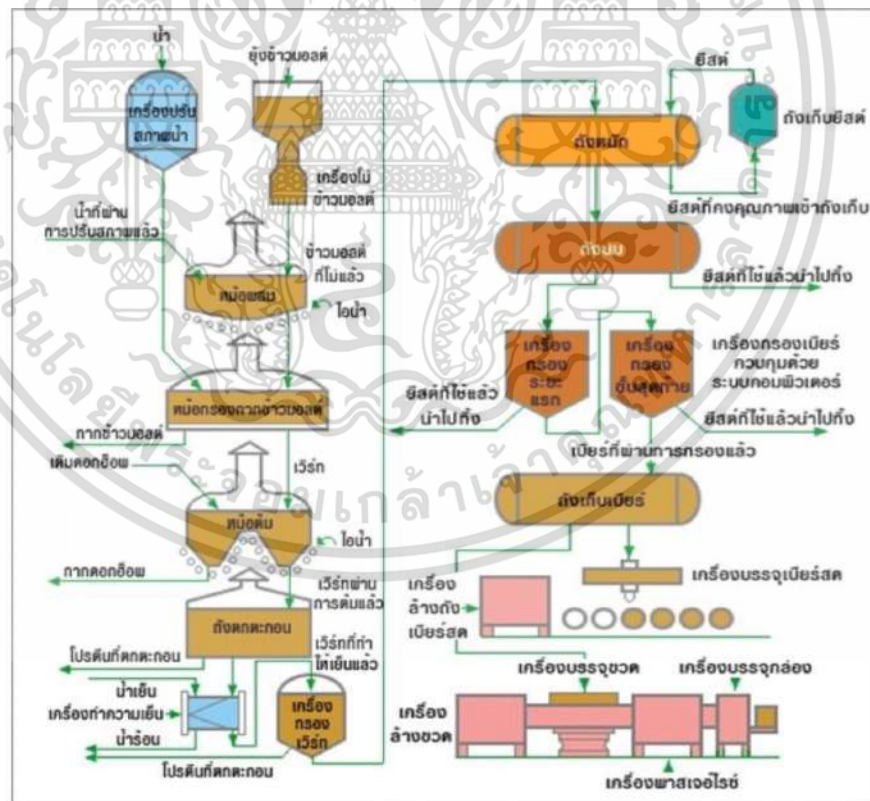 น้ำ
ยุ้งข้าวมอลต์
เครื่องปรับ
สภาพน้ำ
เครื่องโม่
ข้าวมอลต์
น้ำที่ผ่าน
การปรับสภาพแล้ว
ข้าวมอลต์
ที่โม่แล้ว
หม้อผสม
ไอน้ำ
หม้อกรองกากข้าวมอลต์
กากข้าวมอลต์
เติมดอกฮ็อพ
เวิร์ท
หม้อต้ม
ไอน้ำ
กากดอกฮ็อพ
เวิร์ทผ่าน
การต้มแล้ว
ถังตกตะกอน
เวิร์ทที่ทำ
ให้เย็นแล้ว
โปรตีนที่ตกตะกอน
น้ำเย็น
เครื่องทำความเย็น
น้ำร้อน
เครื่อง
กรอง
เวิร์ท
โปรตีนที่ตกตะกอน
ยีสต์
ถังหมัก
ถังเก็บยีสต์
ยีสต์ที่คงคุณภาพเข้าถังเก็บ
ถังบ่ม
ยีสต์ที่ใช้แล้วนำไปทิ้ง
เครื่อง
กรอง
ระยะ
แรก
เครื่อง
กรอง
ขั้นสุดท้าย
เครื่องกรองเบียร์
ควบคุมด้วย
ระบบคอมพิวเตอร์
ยีสต์ที่ใช้แล้ว
นำไปทิ้ง
ยีสต์ที่ใช้แล้วนำไปทิ้ง
เบียร์ที่ผ่านการกรองแล้ว
ถังเก็บเบียร์
เครื่องบรรจุเบียร์สด
เครื่อง
ล้างถัง
เบียร์สด
เครื่องบรรจุขวด
เครื่องบรรจุกล่อง
เครื่อง
ล้างขวด
เครื่องพาสเจอไรซ์